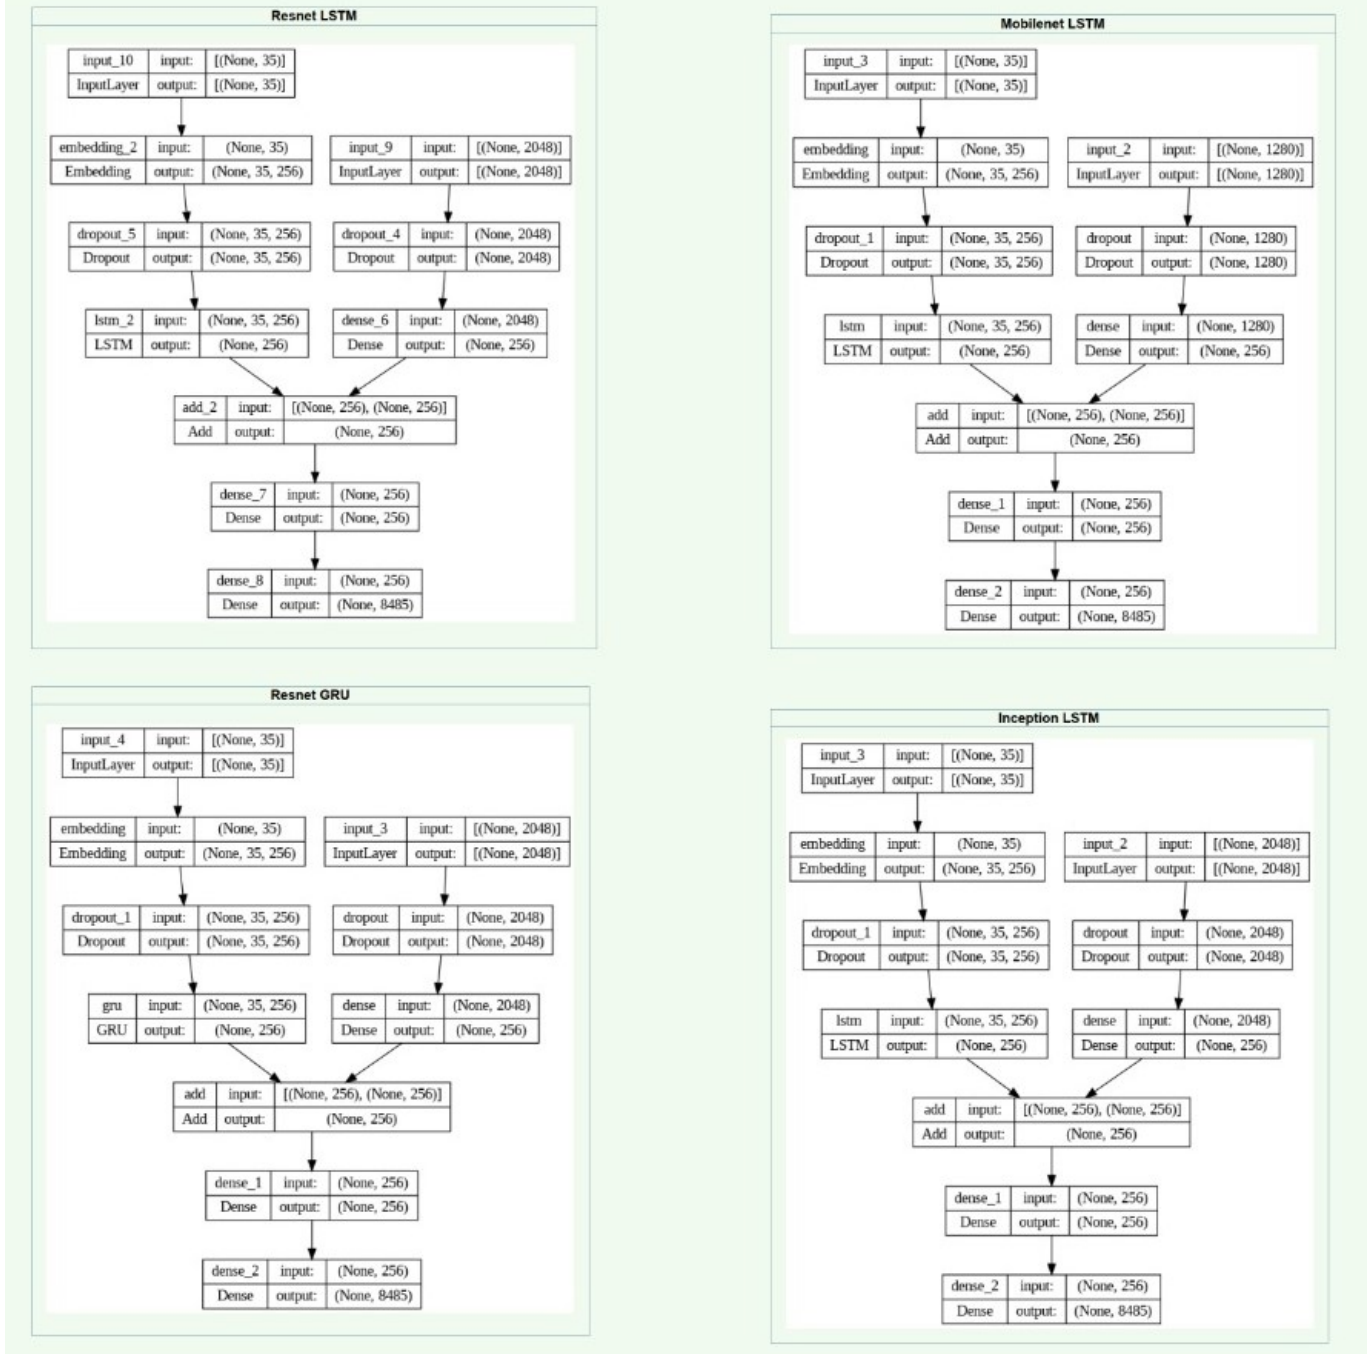 Resnet LSTM
input_10 input: [(None, 35)]
InputLayer output: [(None, 35)]
embedding_2 input: (None, 35)
Embedding output: (None, 35, 256)
input_9 input: [(None, 2048)]
InputLayer output: [(None, 2048)]
dropout_5 input: (None, 35, 256)
Dropout output: (None, 35, 256)
dropout_4 input: (None, 2048)
Dropout output: (None, 2048)
lstm_2 input: (None, 35, 256)
LSTM output: (None, 256)
dense_6 input: (None, 2048)
Dense output: (None, 256)
add_2 input: [(None, 256), (None, 256)]
Add output: (None, 256)
dense_7 input: (None, 256)
Dense output: (None, 256)
dense_8 input: (None, 256)
Dense output: (None, 8485)
Mobilenet LSTM
input_3 input: [(None, 35)]
InputLayer output: [(None, 35)]
embedding input: (None, 35)
Embedding output: (None, 35, 256)
input_2 input: [(None, 1280)]
InputLayer output: [(None, 1280)]
dropout_1 input: (None, 35, 256)
Dropout output: (None, 35, 256)
dropout input: (None, 1280)
Dropout output: (None, 1280)
lstm input: (None, 35, 256)
LSTM output: (None, 256)
dense input: (None, 1280)
Dense output: (None, 256)
add input: [(None, 256), (None, 256)]
Add output: (None, 256)
dense_1 input: (None, 256)
Dense output: (None, 256)
dense_2 input: (None, 256)
Dense output: (None, 8485)
Resnet GRU
input_4 input: [(None, 35)]
InputLayer output: [(None, 35)]
embedding input: (None, 35)
Embedding output: (None, 35, 256)
input_3 input: [(None, 2048)]
InputLayer output: [(None, 2048)]
dropout_1 input: (None, 35, 256)
Dropout output: (None, 35, 256)
dropout input: (None, 2048)
Dropout output: (None, 2048)
gru input: (None, 35, 256)
GRU output: (None, 256)
dense input: (None, 2048)
Dense output: (None, 256)
add input: [(None, 256), (None, 256)]
Add output: (None, 256)
dense_1 input: (None, 256)
Dense output: (None, 256)
dense_2 input: (None, 256)
Dense output: (None, 8485)
Inception LSTM
input_3 input: [(None, 35)]
InputLayer output: [(None, 35)]
embedding input: (None, 35)
Embedding output: (None, 35, 256)
input_2 input: [(None, 2048)]
InputLayer output: [(None, 2048)]
dropout_1 input: (None, 35, 256)
Dropout output: (None, 35, 256)
dropout input: (None, 2048)
Dropout output: (None, 2048)
lstm input: (None, 35, 256)
LSTM output: (None, 256)
dense input: (None, 2048)
Dense output: (None, 256)
add input: [(None, 256), (None, 256)]
Add output: (None, 256)
dense_1 input: (None, 256)
Dense output: (None, 256)
dense_2 input: (None, 256)
Dense output: (None, 8485)